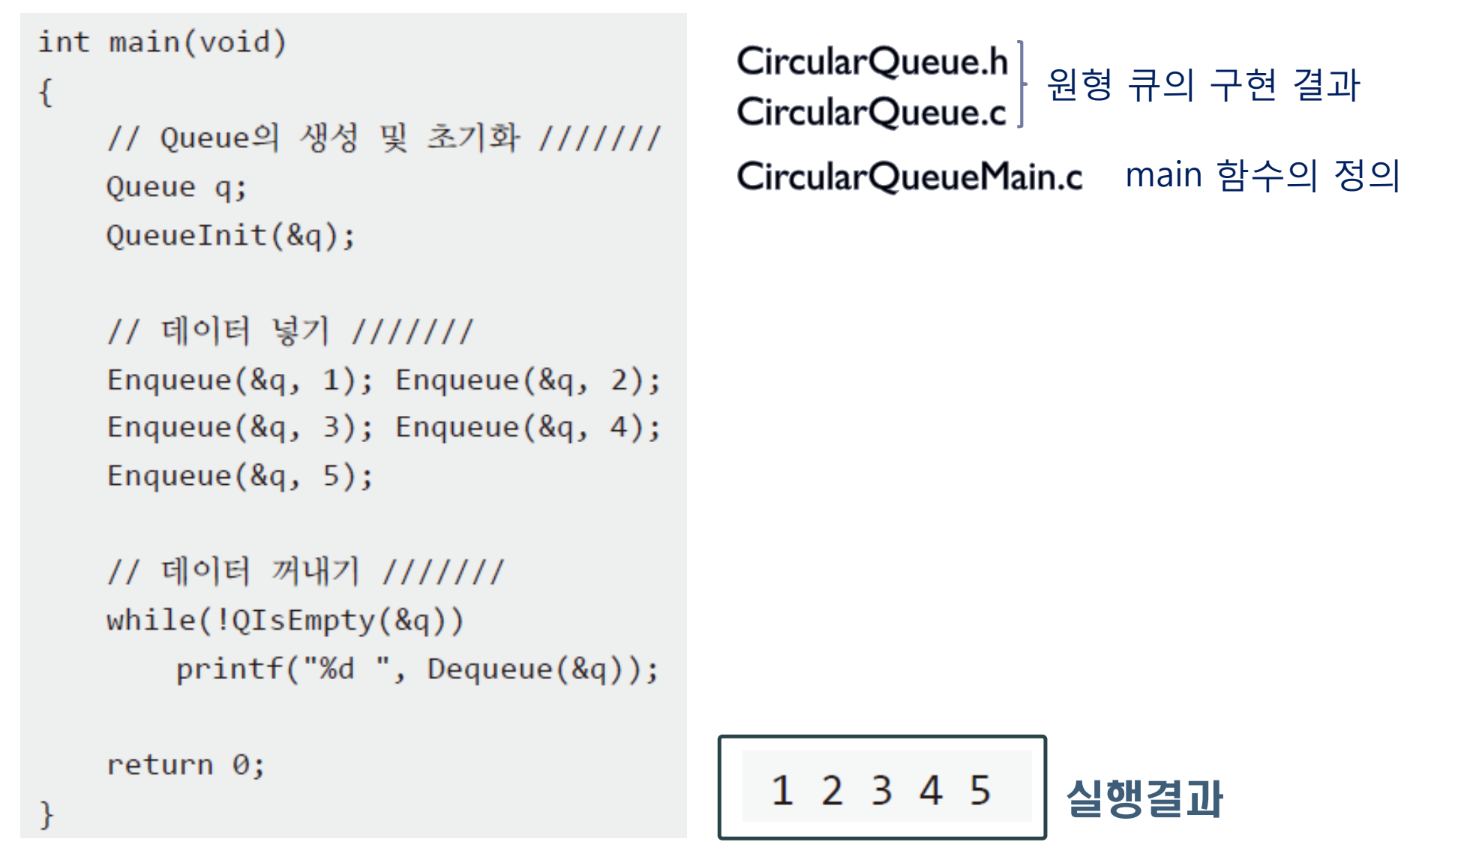 int main(void)
{
    // Queue의 생성 및 초기화 ///////
    Queue q;
    QueueInit(&q);

    // 데이터 넣기 ///////
    Enqueue(&q, 1); Enqueue(&q, 2);
    Enqueue(&q, 3); Enqueue(&q, 4);
    Enqueue(&q, 5);

    // 데이터 꺼내기 ///////
    while(!QIsEmpty(&q))
        printf("%d ", Dequeue(&q));

    return 0;
}
CircularQueue.h
CircularQueue.c
원형 큐의 구현 결과
CircularQueueMain.c main 함수의 정의
1 2 3 4 5 실행결과